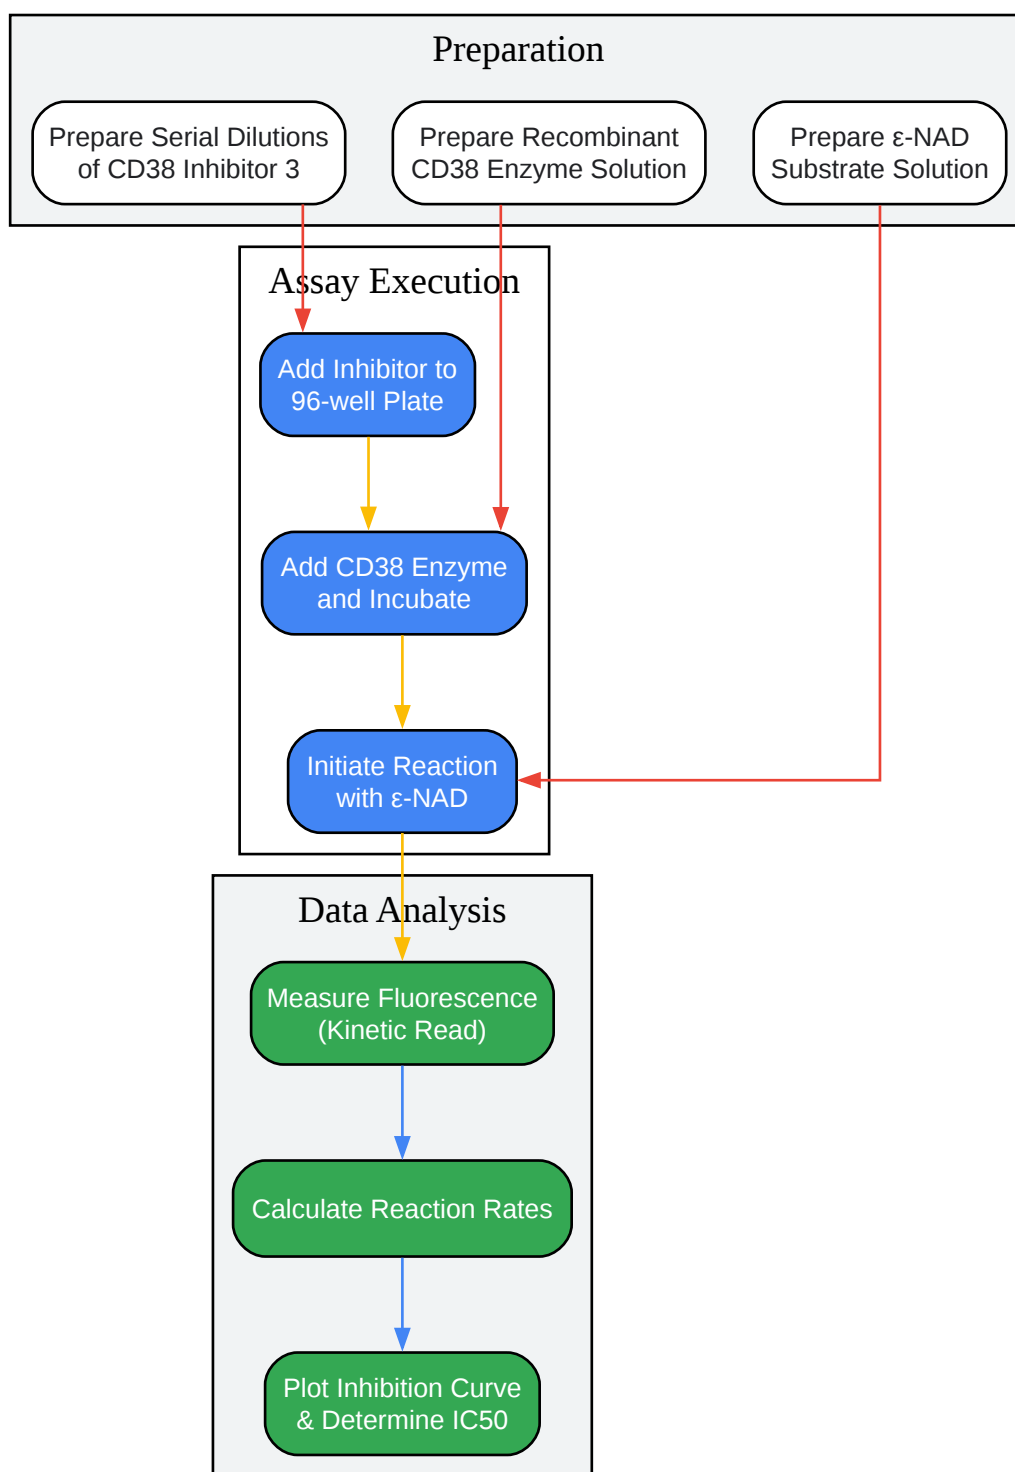 Preparation
Prepare Serial Dilutions
of CD38 Inhibitor 3
Prepare Recombinant
CD38 Enzyme Solution
Prepare ε-NAD
Substrate Solution
Assay Execution
Add Inhibitor to
96-well Plate
Add CD38 Enzyme
and Incubate
Initiate Reaction
with ε-NAD
Data Analysis
Measure Fluorescence
(Kinetic Read)
Calculate Reaction Rates
Plot Inhibition Curve
& Determine IC50